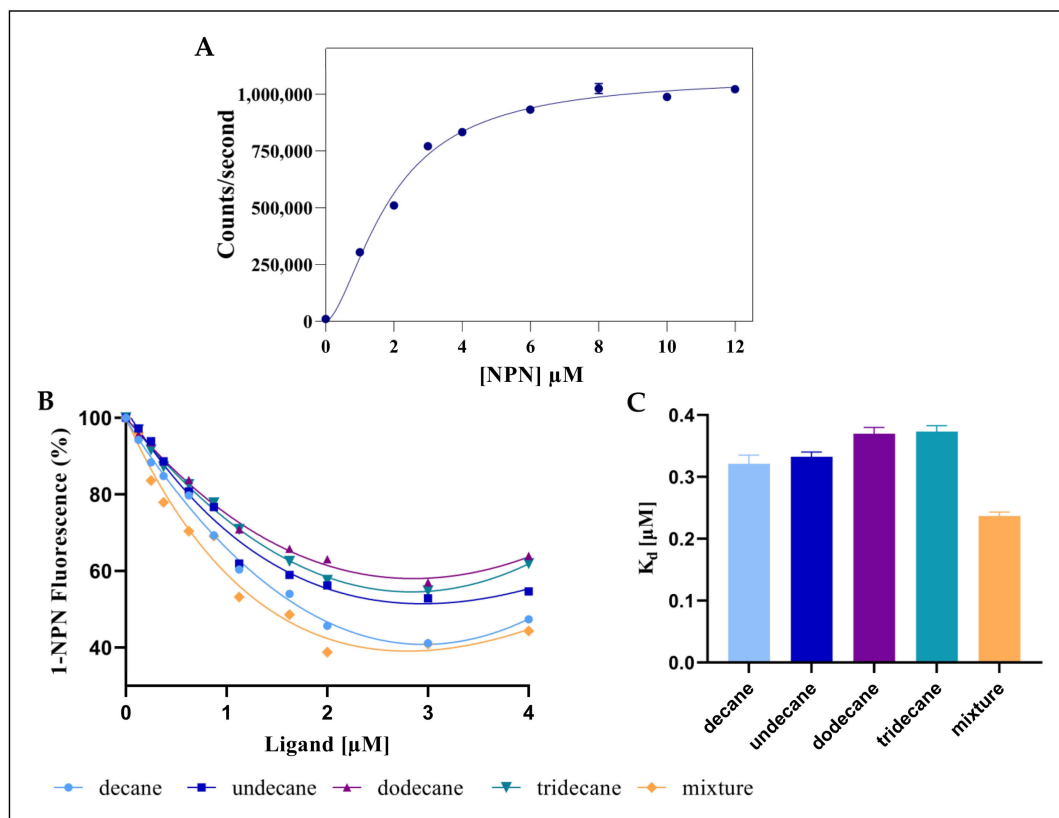 A
1,000,000
750,000
500,000
250,000
0
Counts/second
0 2 4 6 8 10 12
[NPN] µM
B
100
80
60
40
1-NPN Fluorescence (%)
0 1 2 3 4
Ligand [µM]
C
0.4
0.3
0.2
0.1
0.0
K_d [µM]
decane
undecane
dodecane
tridecane
mixture
decane undecane dodecane tridecane mixture